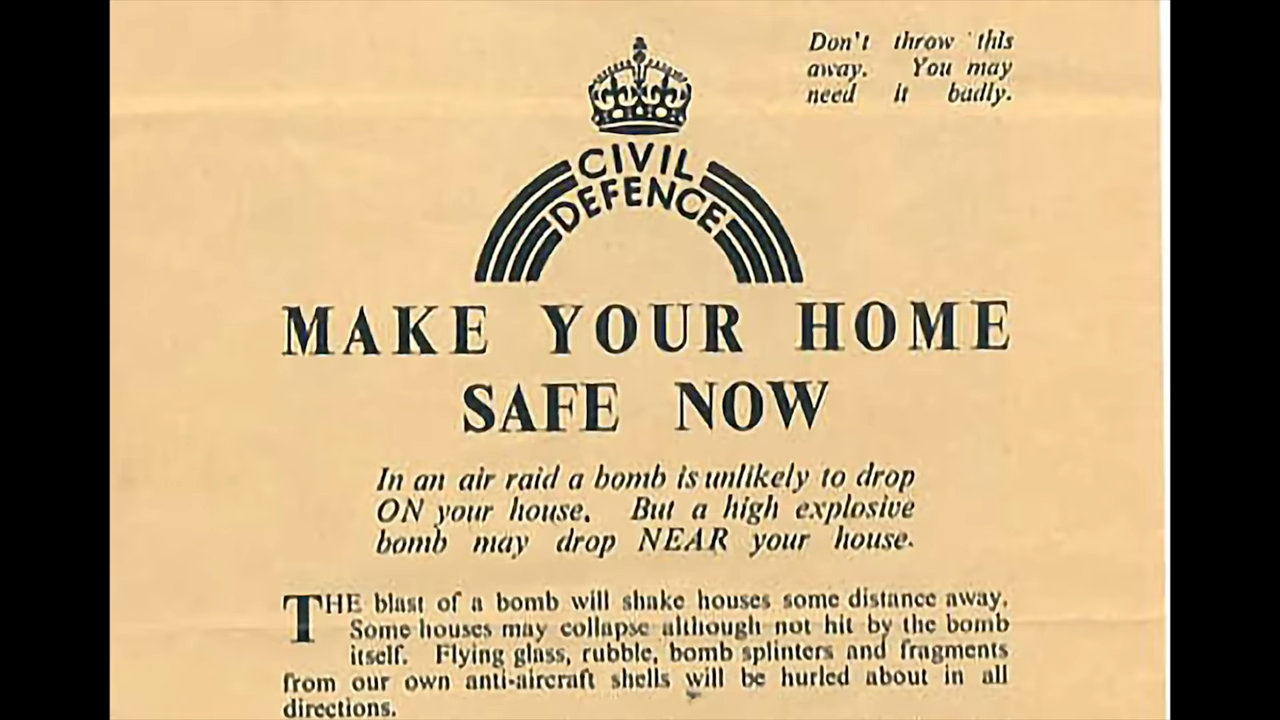 Don't throw this
away. You may
need it badly.
CIVIL
DEFENCE
MAKE YOUR HOME
SAFE NOW
In an air raid a bomb is unlikely to drop
ON your house. But a high explosive
bomb may drop NEAR your house.
THE blast of a bomb will shake houses some distance away.
Some houses may collapse although not hit by the bomb
itself. Flying glass, rubble, bomb splinters and fragments
from our own anti-aircraft shells will be hurled about in all
directions.